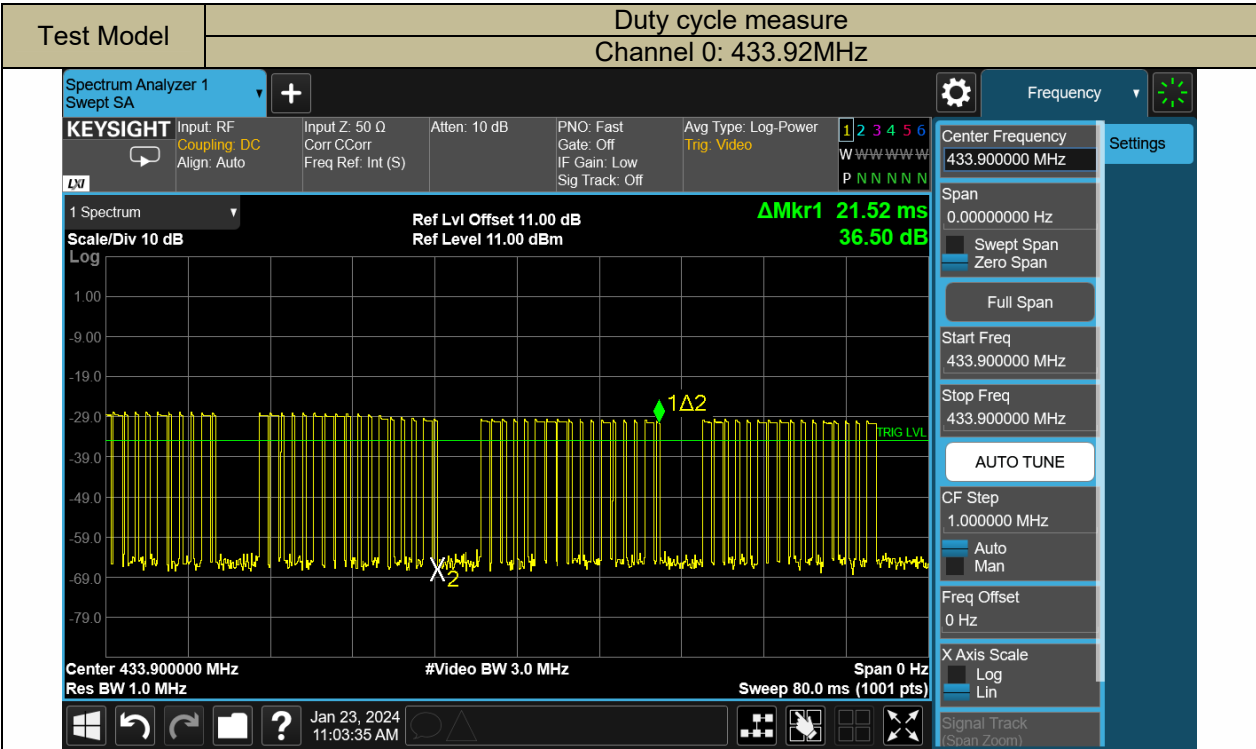 Test Model
Duty cycle measure
Channel 0: 433.92MHz
Spectrum Analyzer 1
Swept SA
+
Frequency
KEYSIGHT
Input: RF
Coupling: DC
Align: Auto
Input Z: 50 Ω
Corr CCorr
Freq Ref: Int (S)
Atten: 10 dB
PNO: Fast
Gate: Off
IF Gain: Low
Sig Track: Off
Avg Type: Log-Power
Trig: Video
1 2 3 4 5 6
W W W W W W
P N N N N N
LXI
1 Spectrum
Scale/Div 10 dB
Log
Ref Lvl Offset 11.00 dB
Ref Level 11.00 dBm
ΔMkr1 21.52 ms
36.50 dB
1.00
-9.00
-19.0
-29.0
-39.0
-49.0
-59.0
-69.0
-79.0
1Δ2
TRIG LVL
X2
Center 433.900000 MHz
#Video BW 3.0 MHz
Span 0 Hz
Res BW 1.0 MHz
Sweep 80.0 ms (1001 pts)
?
Jan 23, 2024
11:03:35 AM
Center Frequency
433.900000 MHz
Settings
Span
0.00000000 Hz
Swept Span
Zero Span
Full Span
Start Freq
433.900000 MHz
Stop Freq
433.900000 MHz
AUTO TUNE
CF Step
1.000000 MHz
Auto
Man
Freq Offset
0 Hz
X Axis Scale
Log
Lin
Signal Track
(Span Zoom)